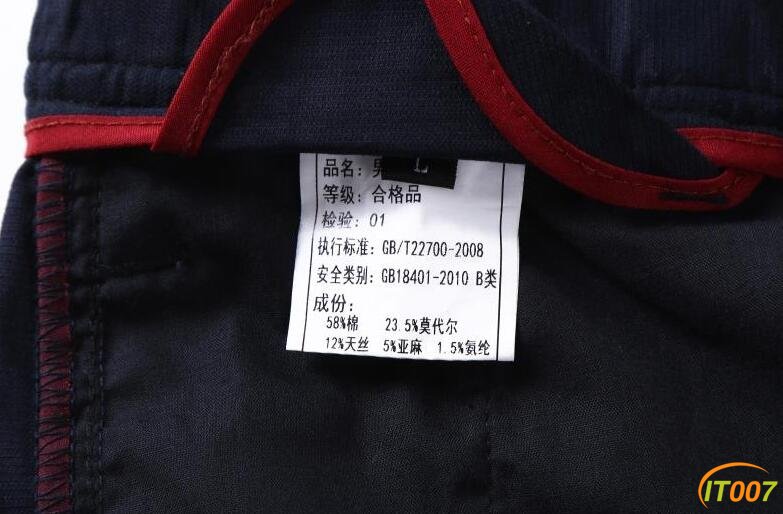 L
品名: 男
等级: 合格品
检验: 01
执行标准: GB/T22700-2008
安全类别: GB18401-2010 B类
成份:
58%棉 23.5%莫代尔
12%天丝 5%亚麻 1.5%氨纶
IT007